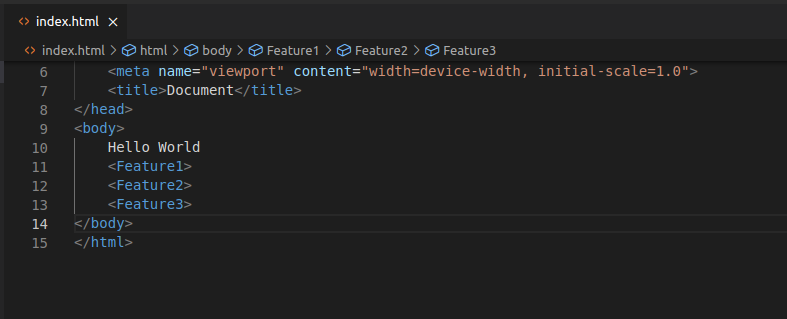 index.html
index.html > html > body > Feature1 > Feature2 > Feature3
6 <meta name="viewport" content="width=device-width, initial-scale=1.0">
7 <title>Document</title>
8 </head>
9 <body>
10 Hello World
11 <Feature1>
12 <Feature2>
13 <Feature3>
14 </body>
15 </html>